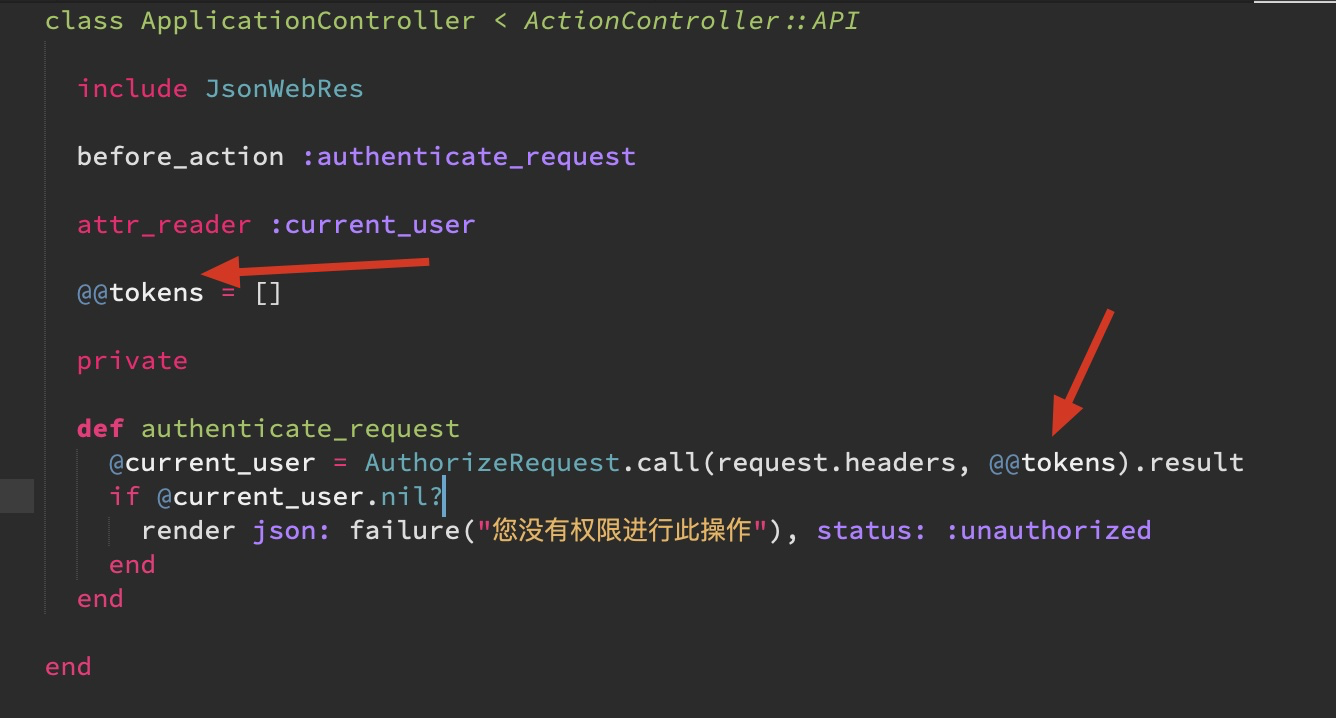 class ApplicationController < ActionController::API
include JsonWebRes
before_action :authenticate_request
attr_reader :current_user
@@tokens = []
private
def authenticate_request
@current_user = AuthorizeRequest.call(request.headers, @@tokens).result
if @current_user.nil?
render json: failure("您没有权限进行此操作"), status: :unauthorized
end
end
end